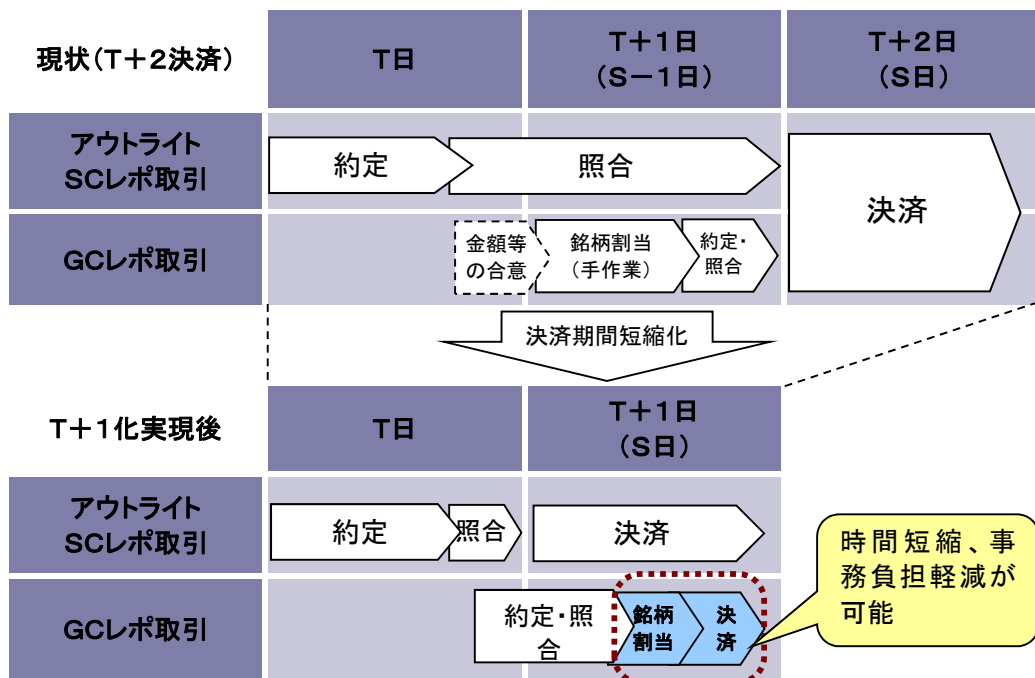 現状(T+2決済)
T日
T+1日
(S-1日)
T+2日
(S日)
アウトライト
SCレポ取引
約定
照合
決済
GCレポ取引
金額等
の合意
銘柄割当
(手作業)
約定・
照合
決済期間短縮化
T+1化実現後
T日
T+1日
(S日)
アウトライト
SCレポ取引
約定
照合
決済
時間短縮、事
務負担軽減が
可能
GCレポ取引
約定・照
合
銘柄
割当
決
済